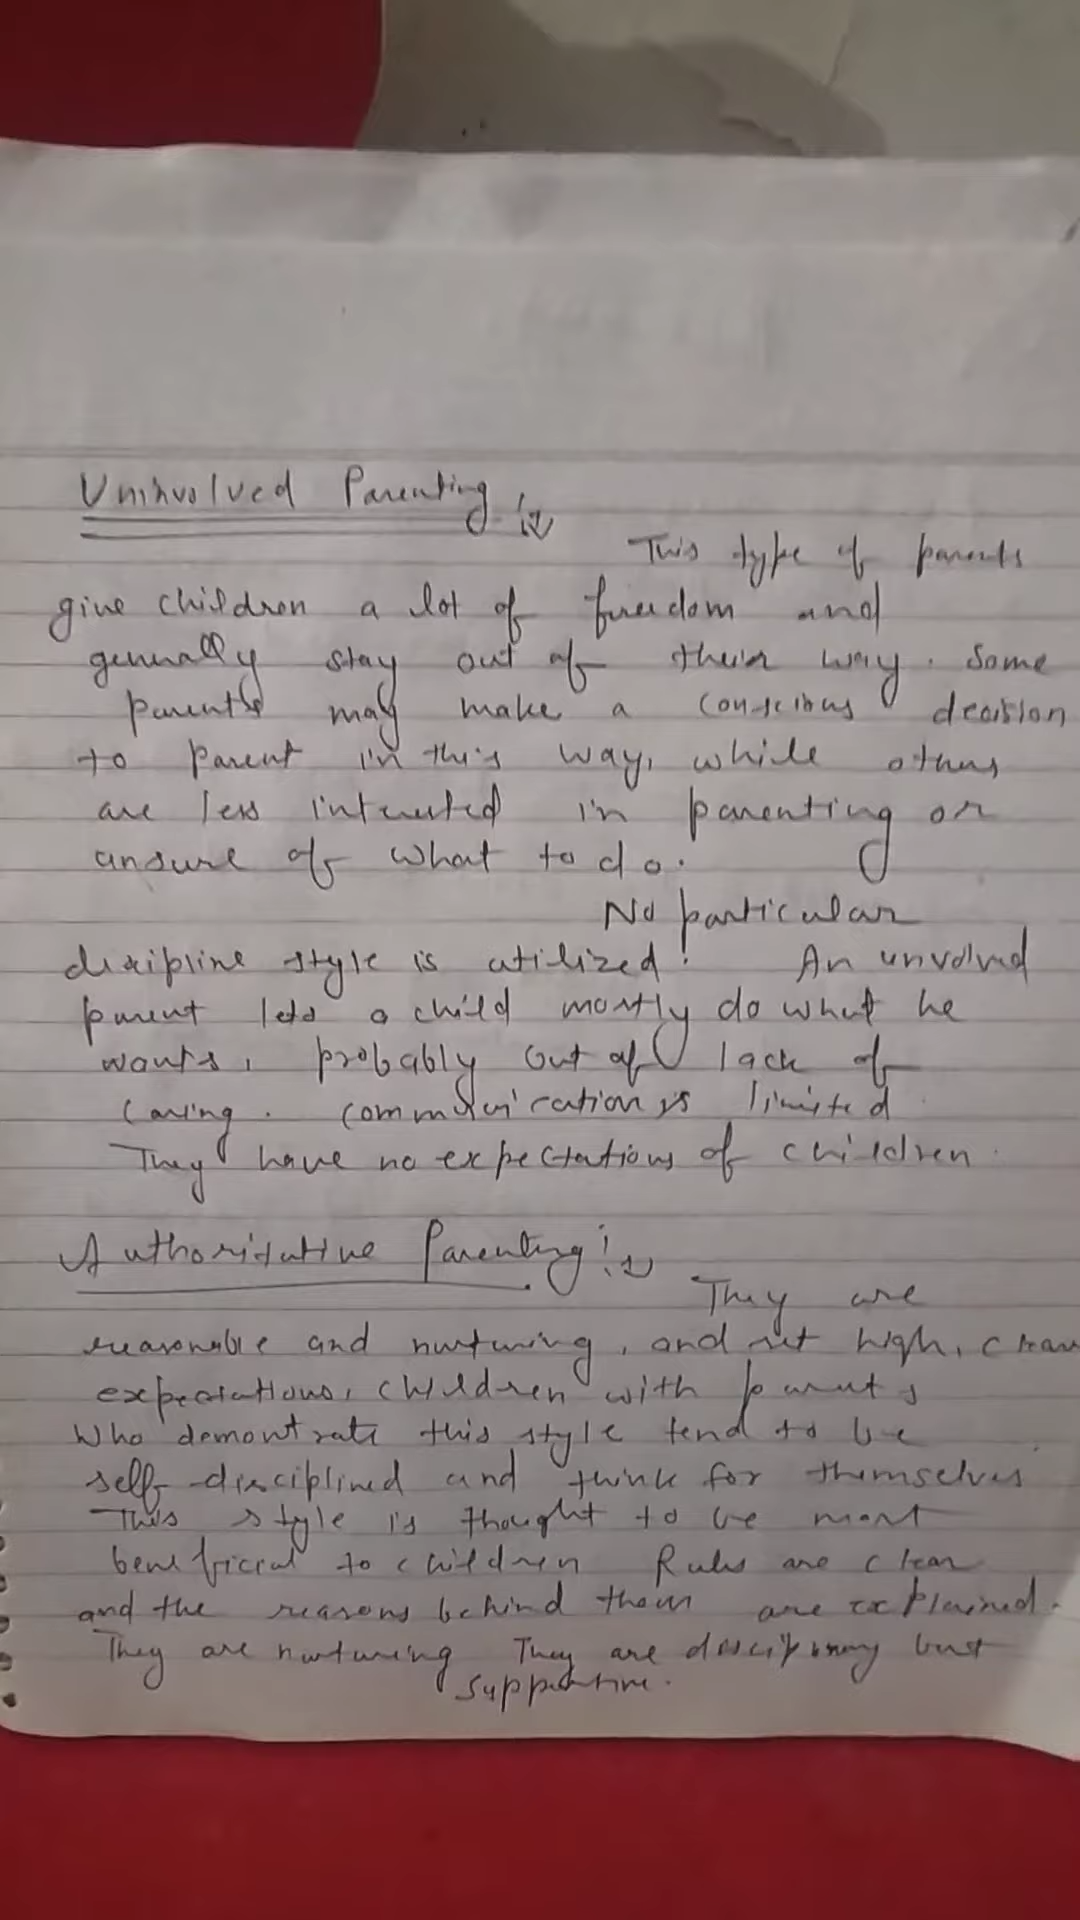 Uninvolved Parenting :-
This type of parents
give children a lot of freedom and
generally stay out of their way. Some
parents may make a conscious decision
to parent in this way, while others
are less interested in parenting or
ansure of what to do.
No particular
discipline style is utilized. An unvolved
parent lets a child mostly do what he
wants, probably out of lack of
caring. Communication is limited
They have no expectations of children.
Authoritative Parenting :-
They are
reasonable and nurturing, and set high, clear
expectations, children with parents
who demontrate this style tend to be
self-disciplined and think for themselves
This style is thought to be most
beneficial to children Rules are clear
and the reasons behind them are explained.
They are nurturing They are but
supportive.